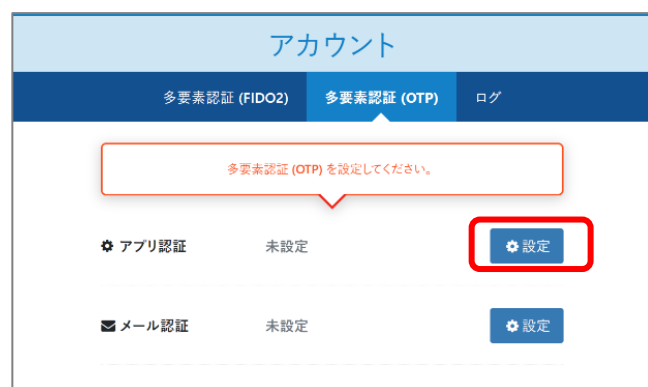 アカウント
多要素認証 (FIDO2) 多要素認証 (OTP) ログ
多要素認証 (OTP) を設定してください。
アプリ認証 未設定 設定
メール認証 未設定 設定